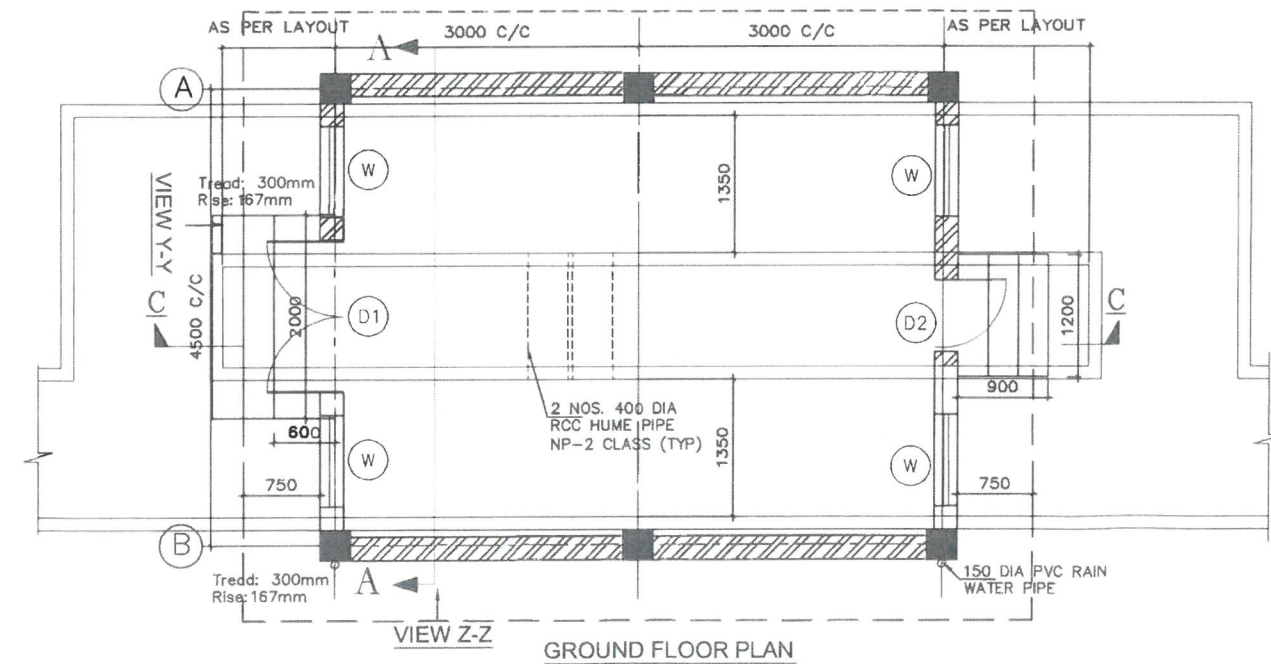 AS PER LAYOUT
3000 C/C
3000 C/C
AS PER LAYOUT
A
A
W
W
VIEW Y-Y
Tread: 300mm
Rise: 167mm
1350
4500 C/C
C
2000
D1
D2
1200
C
2 NOS. 400 DIA
RCC HUME PIPE
NP-2 CLASS (TYP)
900
600
1350
W
W
750
750
B
Tread: 300mm
Rise: 167mm
A
150 DIA PVC RAIN
WATER PIPE
VIEW Z-Z
GROUND FLOOR PLAN